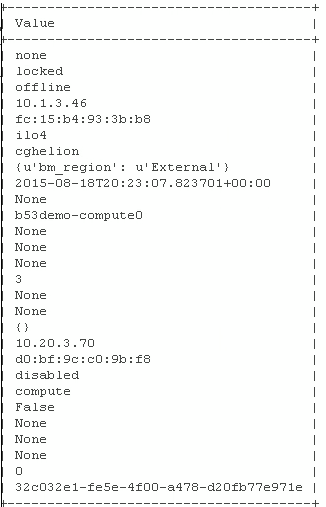 Value
none
locked
offline
10.1.3.46
fc:15:b4:93:3b:b8
ilo4
cghelion
{u'bm_region': u'External'}
2015-08-18T20:23:07.823701+00:00
None
b53demo-compute0
None
None
None
3
None
None
{}
10.20.3.70
d0:bf:9c:c0:9b:f8
disabled
compute
False
None
None
None
0
32c032e1-fe5e-4f00-a478-d20fb77e971e